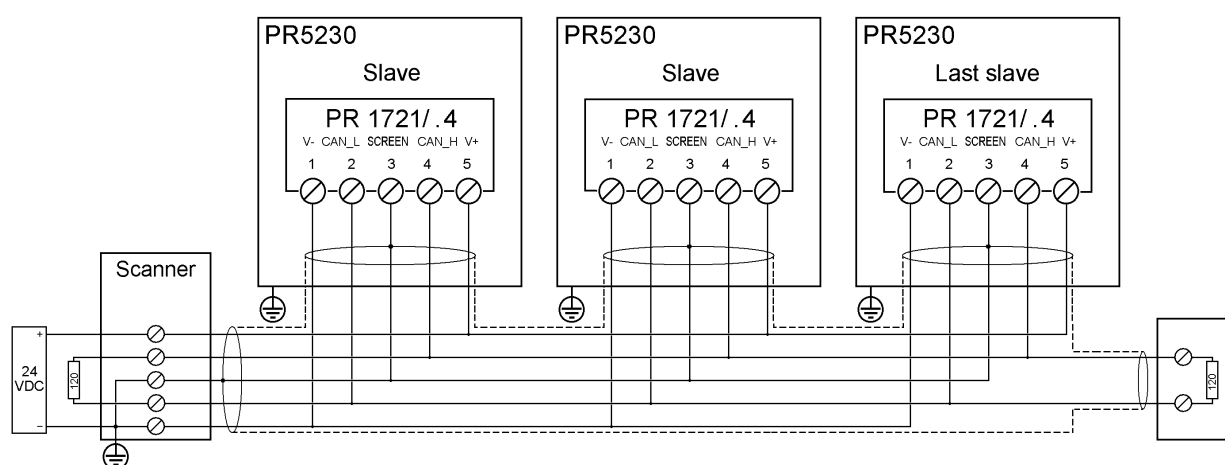 PR5230
Slave
PR 1721/ .4
V- CAN_L SCREEN CAN_H V+
1 2 3 4 5
PR5230
Slave
PR 1721/ .4
V- CAN_L SCREEN CAN_H V+
1 2 3 4 5
PR5230
Last slave
PR 1721/ .4
V- CAN_L SCREEN CAN_H V+
1 2 3 4 5
Scanner
+
24
VDC
−
120
120